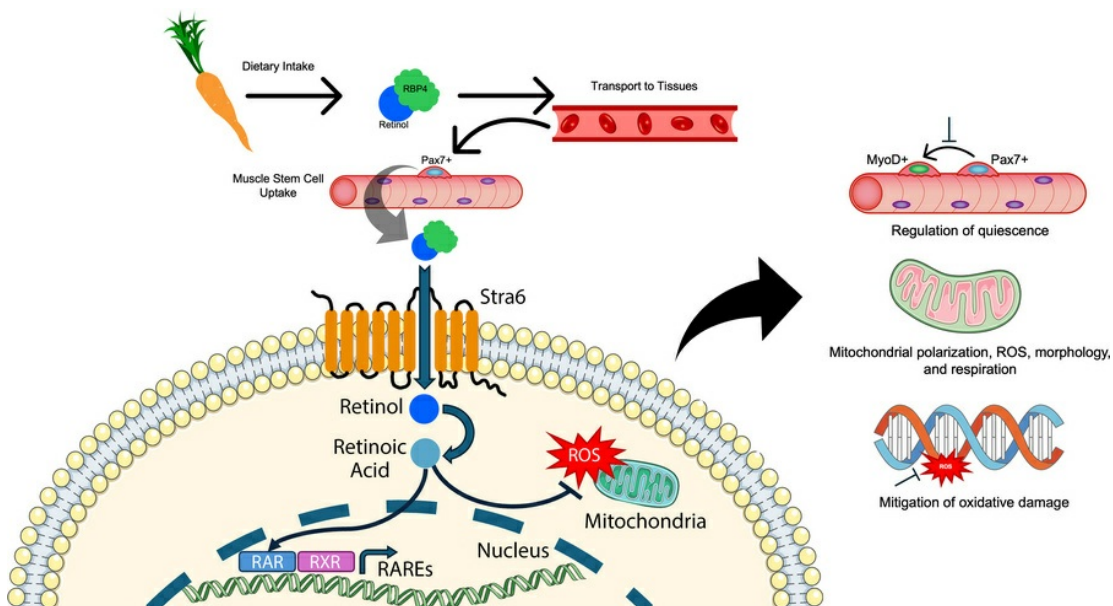 Dietary Intake
RBP4
Retinol
Transport to Tissues
Pax7+
Muscle Stem Cell
Uptake
MyoD+
Pax7+
Regulation of quiescence
Stra6
Mitochondrial polarization, ROS, morphology,
and respiration
Retinol
Retinoic
Acid
ROS
Mitochondria
ROS
Mitigation of oxidative damage
Nucleus
RAR
RXR
RAREs